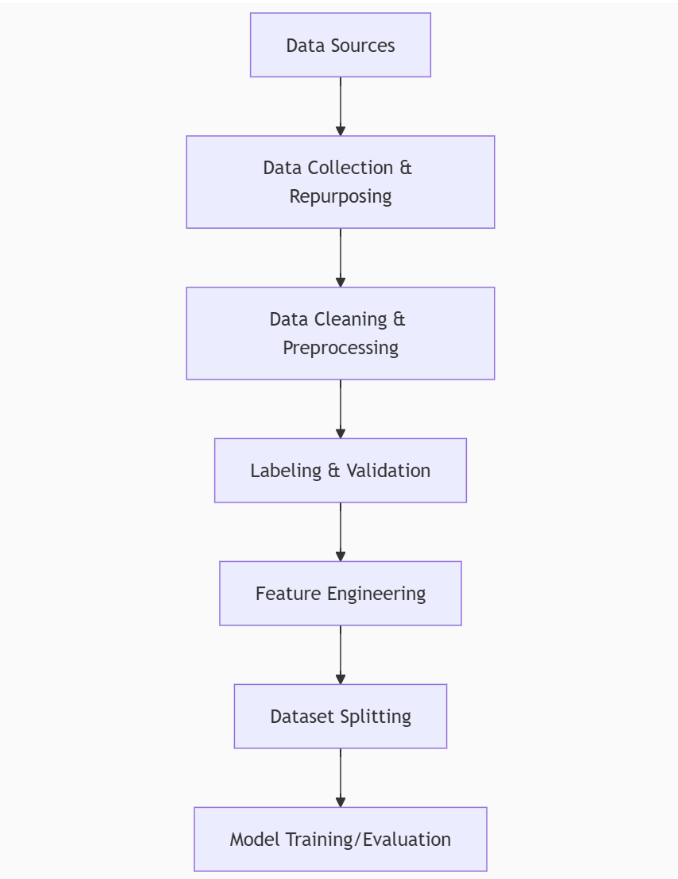 Data Sources
Data Collection &
Repurposing
Data Cleaning &
Preprocessing
Labeling & Validation
Feature Engineering
Dataset Splitting
Model Training/Evaluation